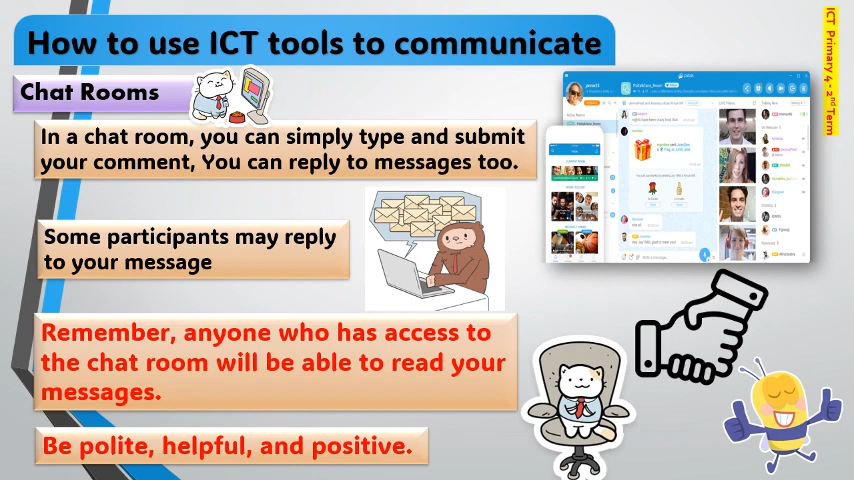 How to use ICT tools to communicate
ICT Primary 4 - 2nd Term
Chat Rooms
In a chat room, you can simply type and submit
your comment, You can reply to messages too.
Some participants may reply
to your message
Remember, anyone who has access to
the chat room will be able to read your
messages.
Be polite, helpful, and positive.